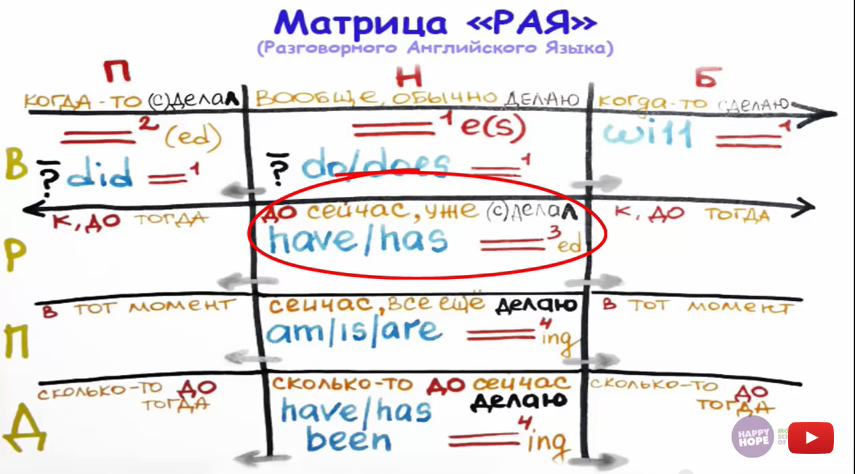 Матрица «РАЯ»
(Разговорного Английского Языка)
П Н Б
КОГДА-ТО (С)ДЕЛАЛ ВООБЩЕ, ОБЫЧНО ДЕЛАЮ КОГДА-ТО СДЕЛАЮ
В
2 (ed) 1 e(s) will 1
? did 1 ? do/does 1
К, ДО ТОГДА ДО СЕЙЧАС, УЖЕ (С)ДЕЛАЛ К, ДО ТОГДА
Р
have/has 3 ed
В ТОТ МОМЕНТ СЕЙЧАС, ВСЕ ЕЩЁ ДЕЛАЮ В ТОТ МОМЕНТ
П
am/is/are 4 ing
СКОЛЬКО-ТО ДО ТОГДА СКОЛЬКО-ТО ДО СЕЙЧАС ДЕЛАЮ СКОЛЬКО-ТО ДО ТОГДА
Д
have/has
been 4 ing
HAPPY
HOPE